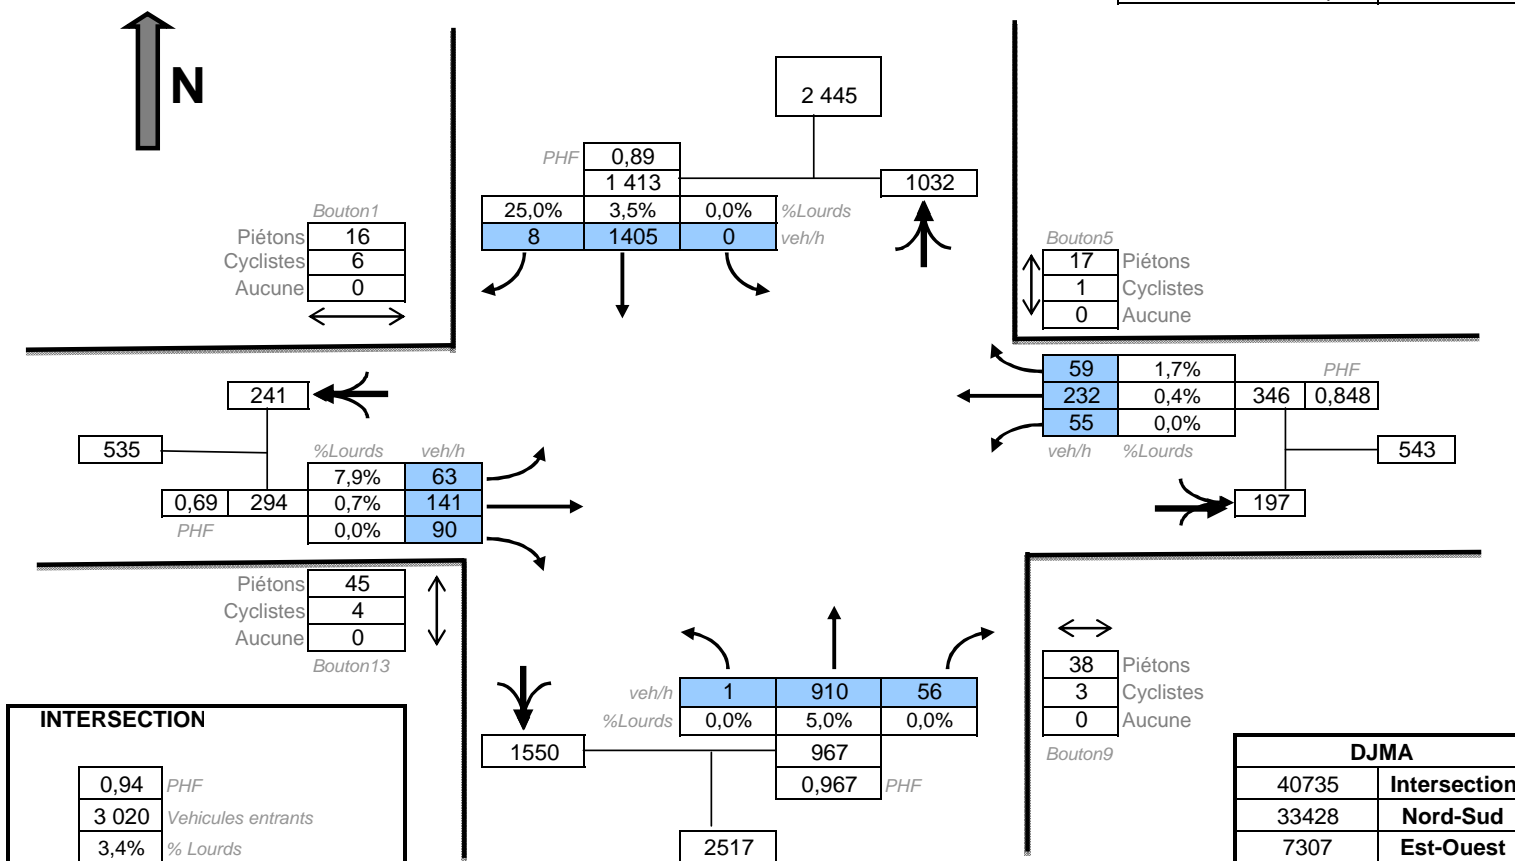 N
2 445
PHF 0,89
1 413
1032
25,0% 3,5% 0,0% %Lourds
8 1405 0 veh/h
Bouton1
Piétons 16
Cyclistes 6
Aucune 0
Bouton5
17 Piétons
1 Cyclistes
0 Aucune
59 1,7% PHF
232 0,4% 346 0,848
55 0,0%
veh/h %Lourds
543
197
241
535
%Lourds veh/h
7,9% 63
0,69 294 0,7% 141
PHF 0,0% 90
Piétons 45
Cyclistes 4
Aucune 0
Bouton13
veh/h 1 910 56
%Lourds 0,0% 5,0% 0,0%
1550 967
0,967 PHF
2517
38 Piétons
3 Cyclistes
0 Aucune
Bouton9
INTERSECTION
0,94 PHF
3 020 Vehicules entrants
3,4% % Lourds
DJMA
40735 Intersection
33428 Nord-Sud
7307 Est-Ouest